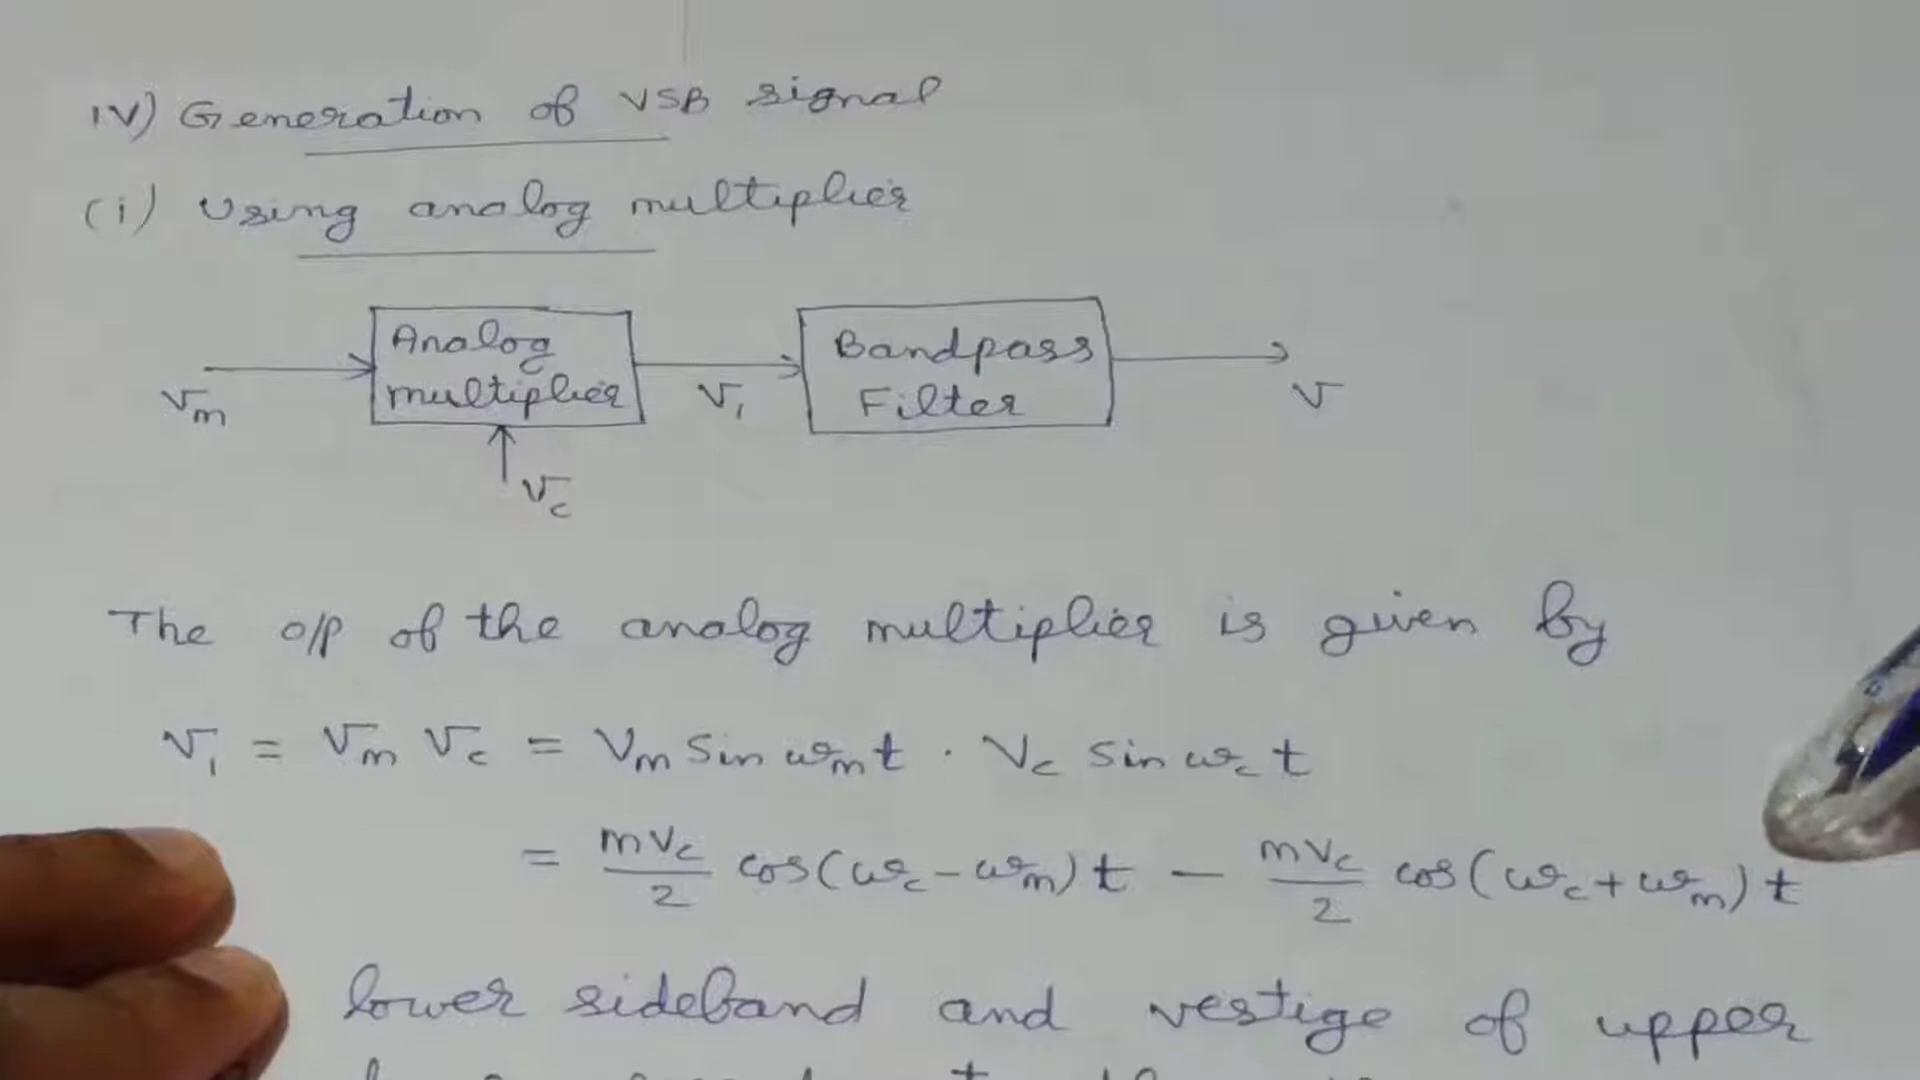 IV) Generation of VSB signal
(i) Using analog multiplier
Analog multiplier
Bandpass Filter
vm
v1
v
vc
The o/p of the analog multiplier is given by
v1 = vm vc = Vm Sin ωmt . Vc Sin ωc t
= mVc/2 cos(ωc-ωm)t - mVc/2 cos(ωc+ωm)t
lower sideband and vestige of upper